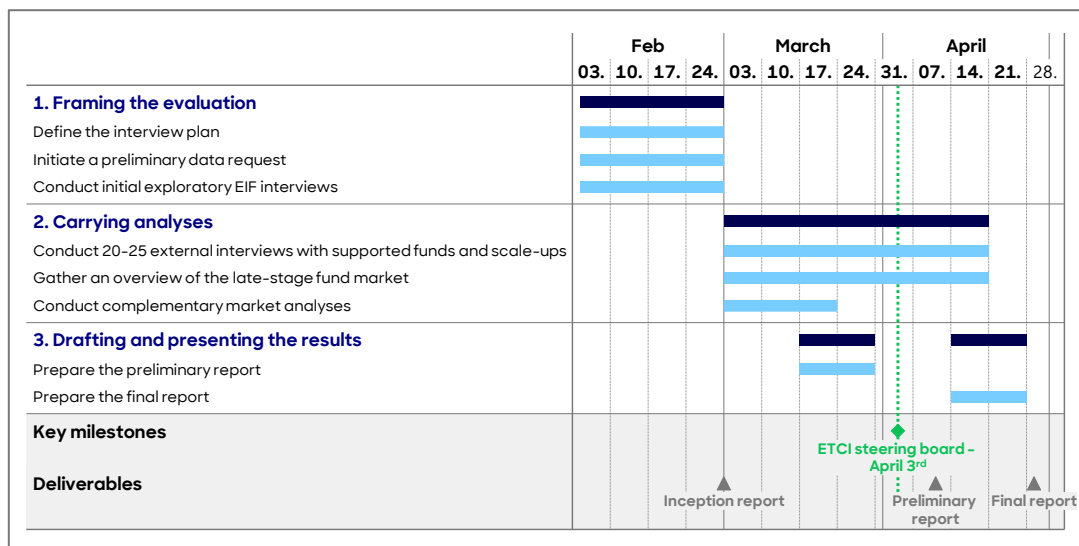 Feb March April
03. 10. 17. 24. 03. 10. 17. 24. 31. 07. 14. 21. 28.
1. Framing the evaluation
Define the interview plan
Initiate a preliminary data request
Conduct initial exploratory EIF interviews
2. Carrying analyses
Conduct 20-25 external interviews with supported funds and scale-ups
Gather an overview of the late-stage fund market
Conduct complementary market analyses
3. Drafting and presenting the results
Prepare the preliminary report
Prepare the final report
Key milestones
ETCI steering board –
April 3rd
Deliverables
Inception report
Preliminary
report
Final report